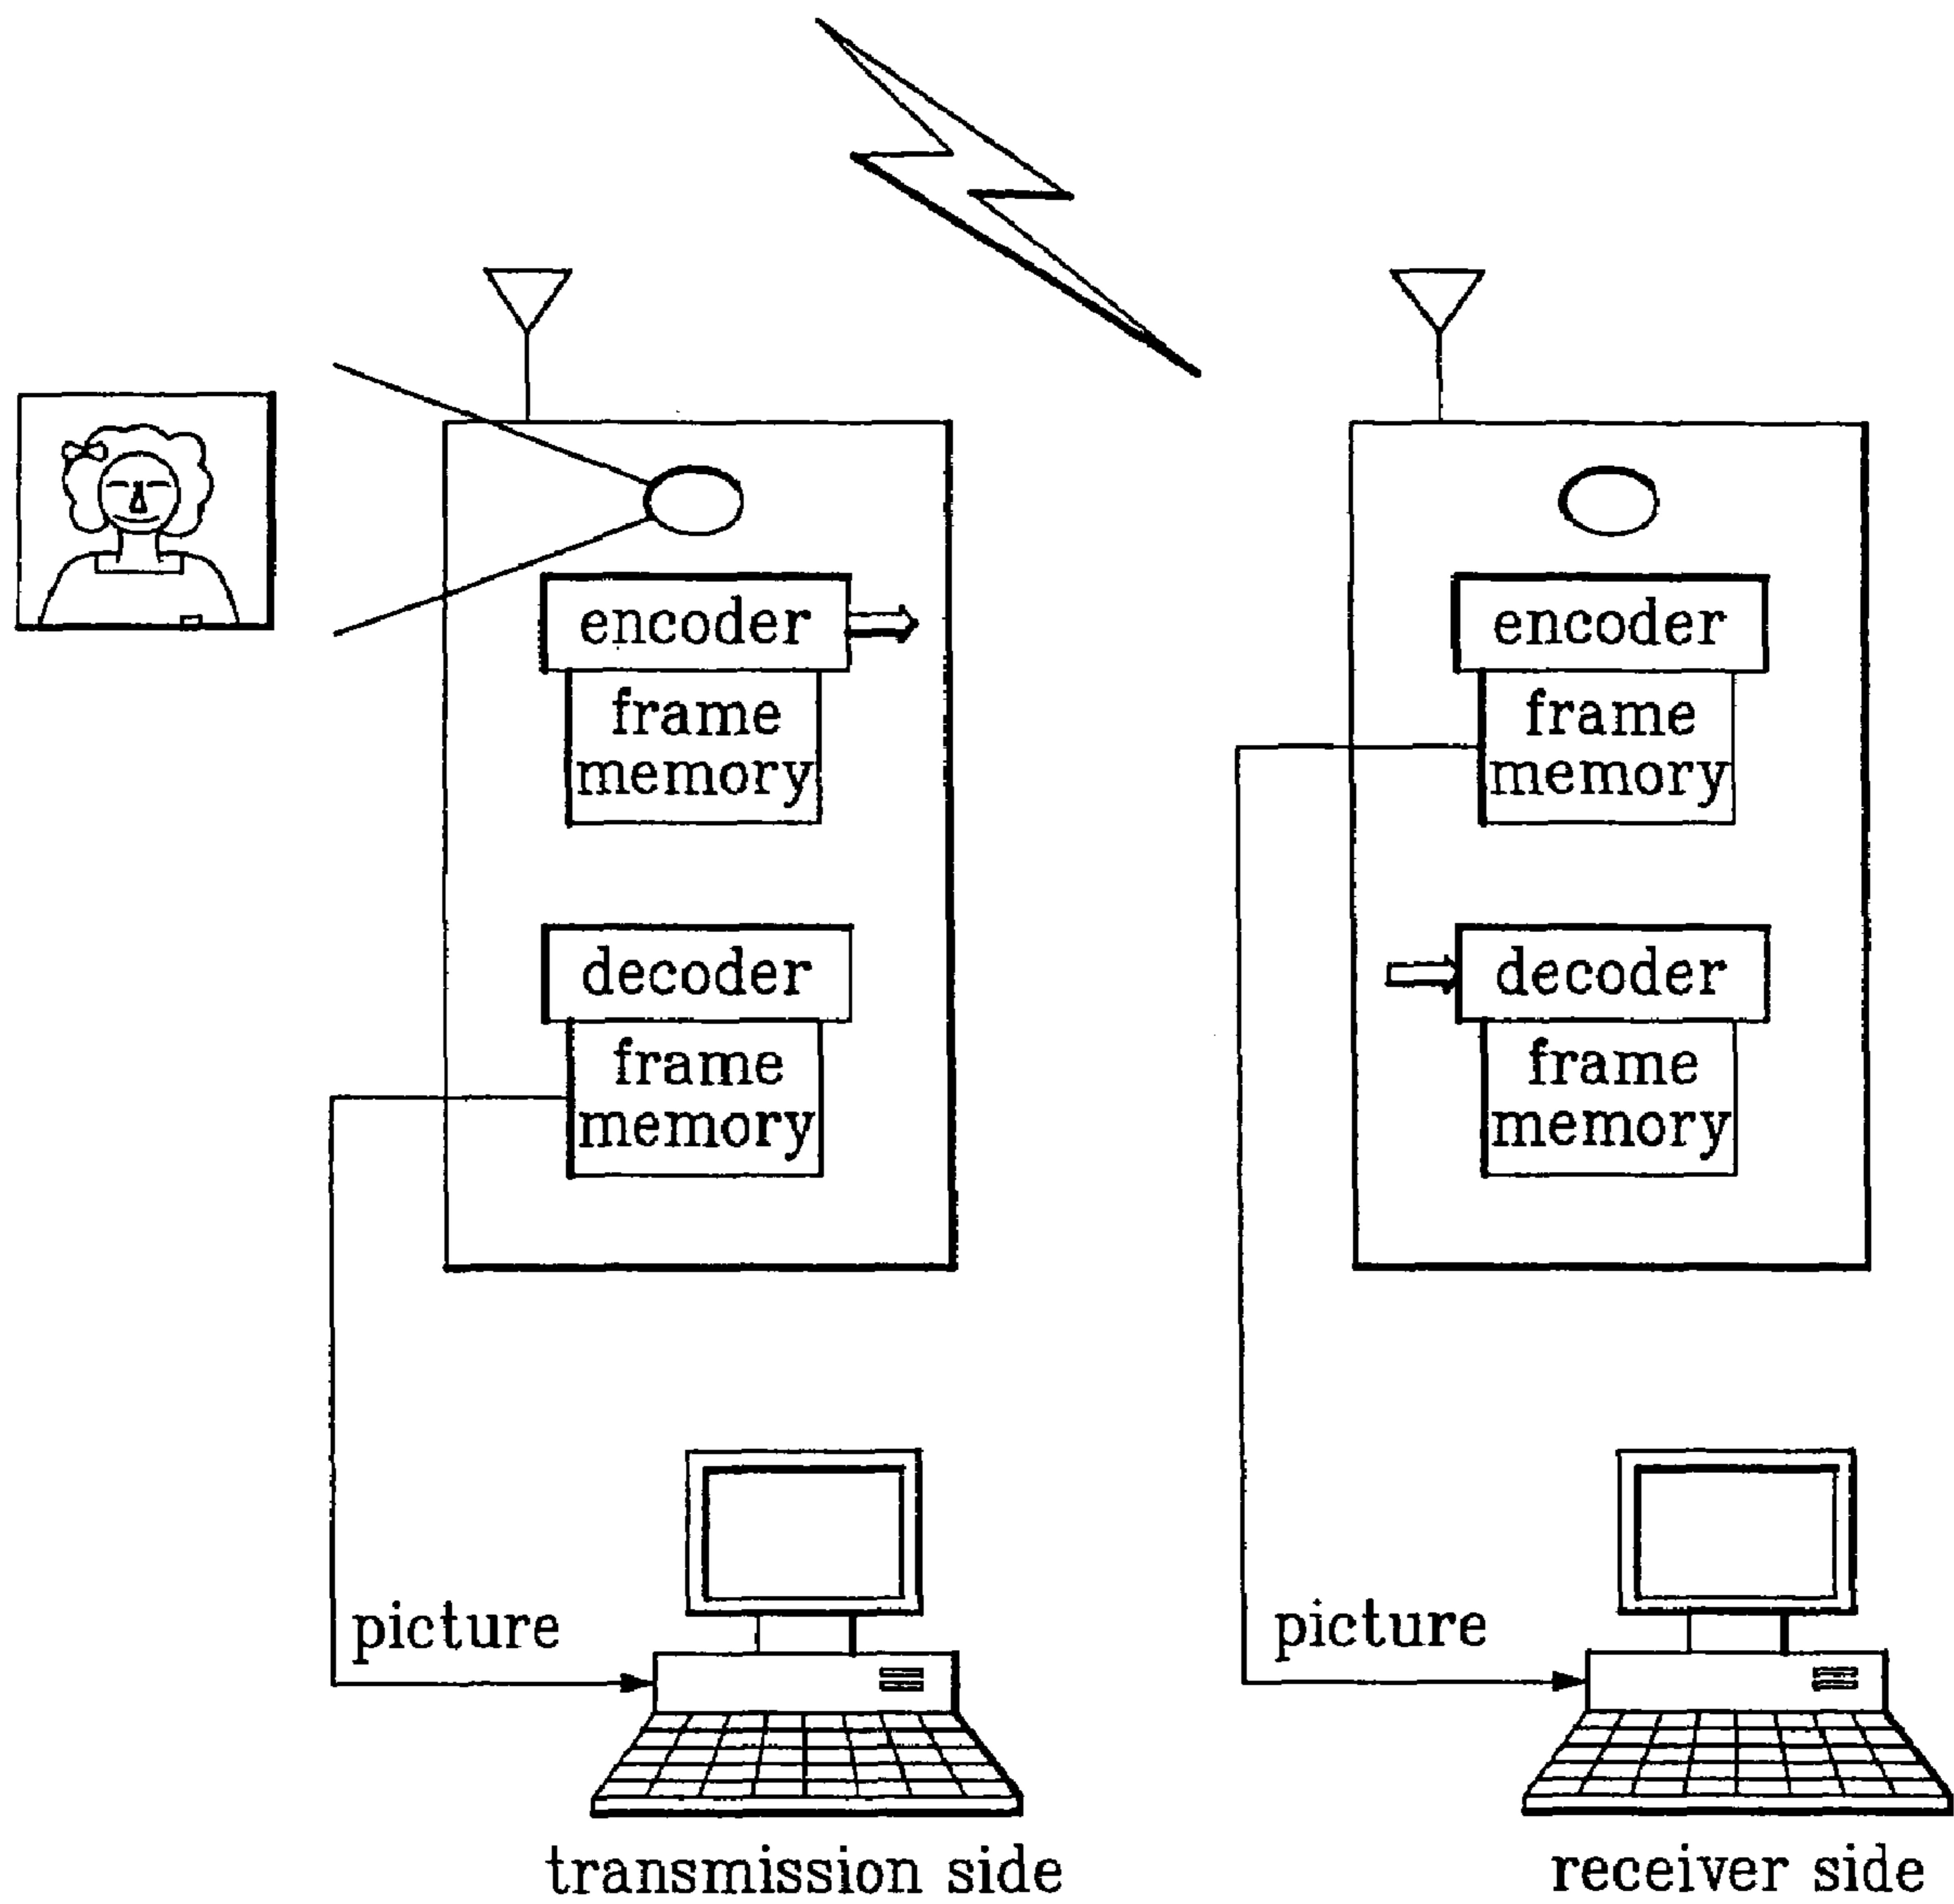 encoder
frame
memory
decoder
frame
memory
picture
transmission side
encoder
frame
memory
decoder
frame
memory
picture
receiver side